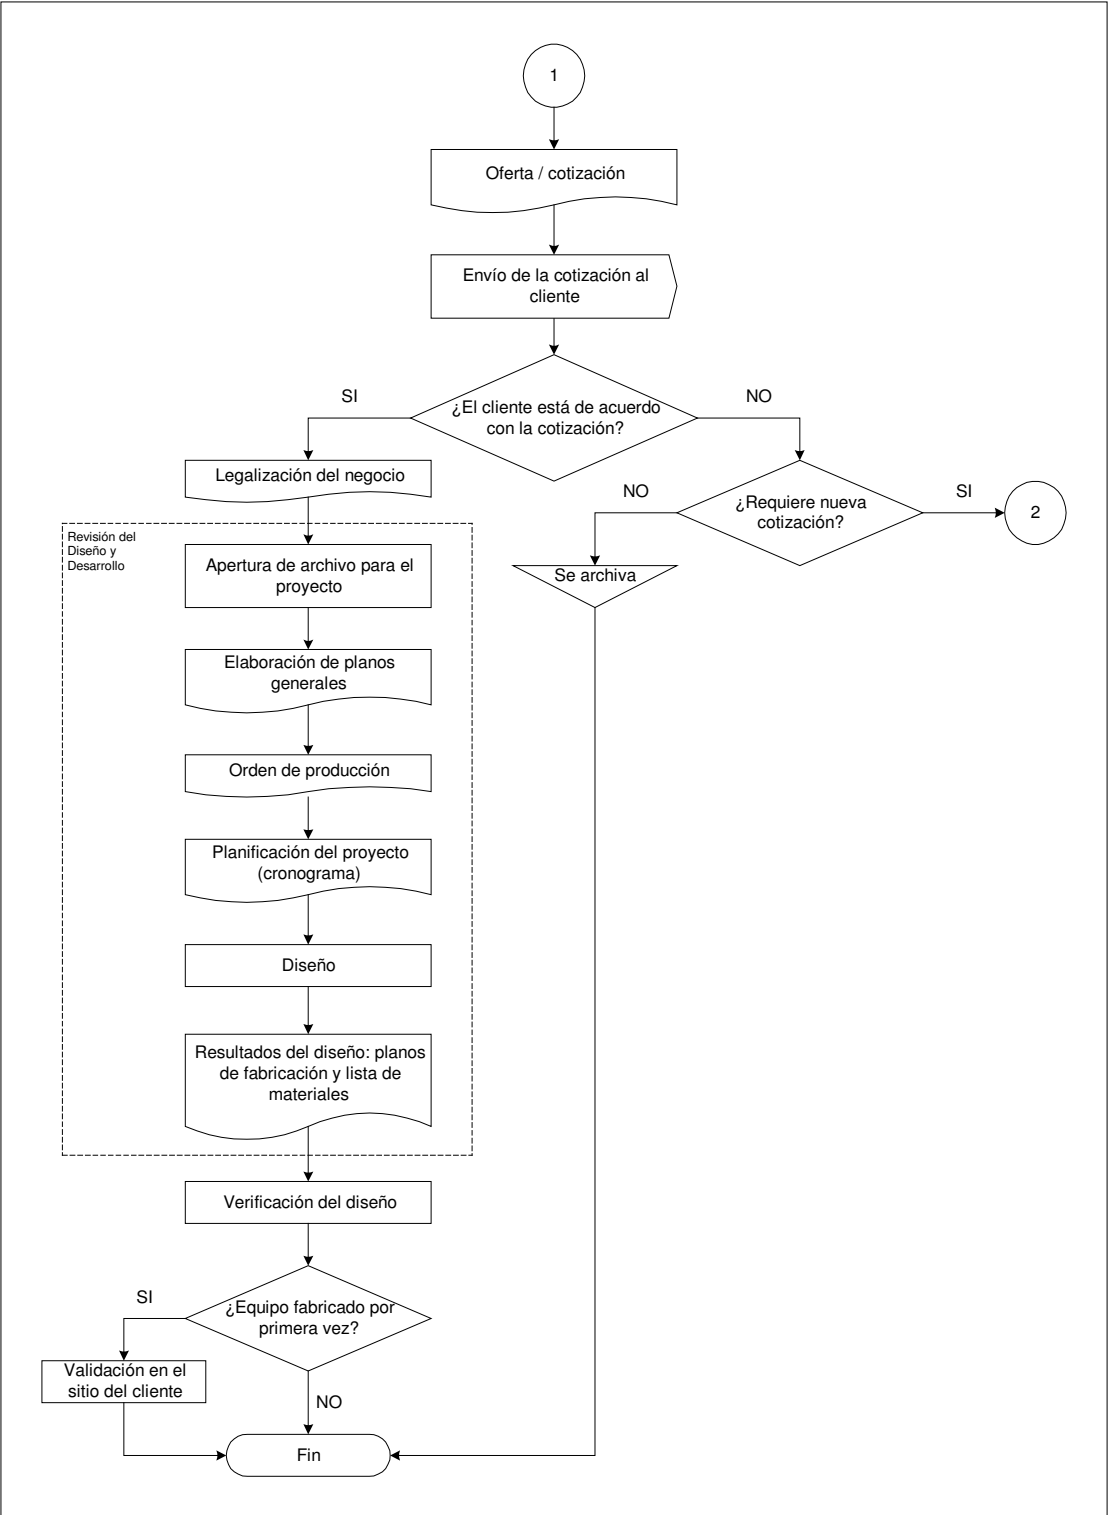 1
Oferta / cotización
Envío de la cotización al
cliente
¿El cliente está de acuerdo
con la cotización?
SI
NO
Legalización del negocio
¿Requiere nueva
cotización?
NO
SI
2
Se archiva
Revisión del
Diseño y
Desarrollo
Apertura de archivo para el
proyecto
Elaboración de planos
generales
Orden de producción
Planificación del proyecto
(cronograma)
Diseño
Resultados del diseño: planos
de fabricación y lista de
materiales
Verificación del diseño
¿Equipo fabricado por
primera vez?
SI
Validación en el
sitio del cliente
NO
Fin